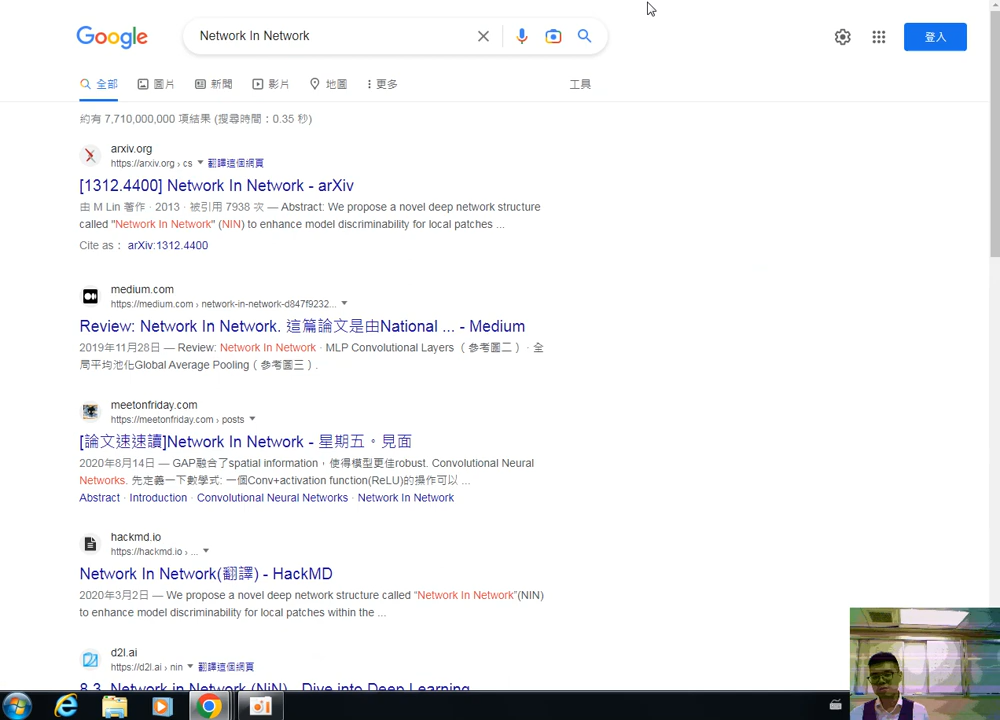 Google
Network In Network
登入
全部 圖片 新聞 影片 地圖 更多 工具
約有 7,710,000,000 項結果 (搜尋時間：0.35 秒)
arxiv.org
https://arxiv.org › cs 翻譯這個網頁
[1312.4400] Network In Network - arXiv
由 M Lin 著作 · 2013 · 被引用 7938 次 — Abstract: We propose a novel deep network structure
called "Network In Network" (NIN) to enhance model discriminability for local patches ...
Cite as： arXiv:1312.4400
medium.com
https://medium.com › network-in-network-d847f9232...
Review: Network In Network. 這篇論文是由National ... - Medium
2019年11月28日 — Review: Network In Network · MLP Convolutional Layers （參考圖二） · 全
局平均池化Global Average Pooling（參考圖三）.
meetonfriday.com
https://meetonfriday.com › posts
[論文速速讀]Network In Network - 星期五。見面
2020年8月14日 — GAP融合了spatial information，使得模型更佳robust. Convolutional Neural
Networks. 先定義一下數學式: 一個Conv+activation function(ReLU)的操作可以 ...
Abstract · Introduction · Convolutional Neural Networks · Network In Network
hackmd.io
https://hackmd.io › ...
Network In Network(翻譯) - HackMD
2020年3月2日 — We propose a novel deep network structure called “Network In Network”(NIN)
to enhance model discriminability for local patches within the ...
d2l.ai
https://d2l.ai › nin 翻譯這個網頁
8.3. Network in Network (NiN) - Dive into Deep Learning